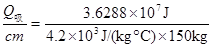 Q吸/cm = 3.6288×10⁷J / 4.2×10³J/(kg℃)×150kg